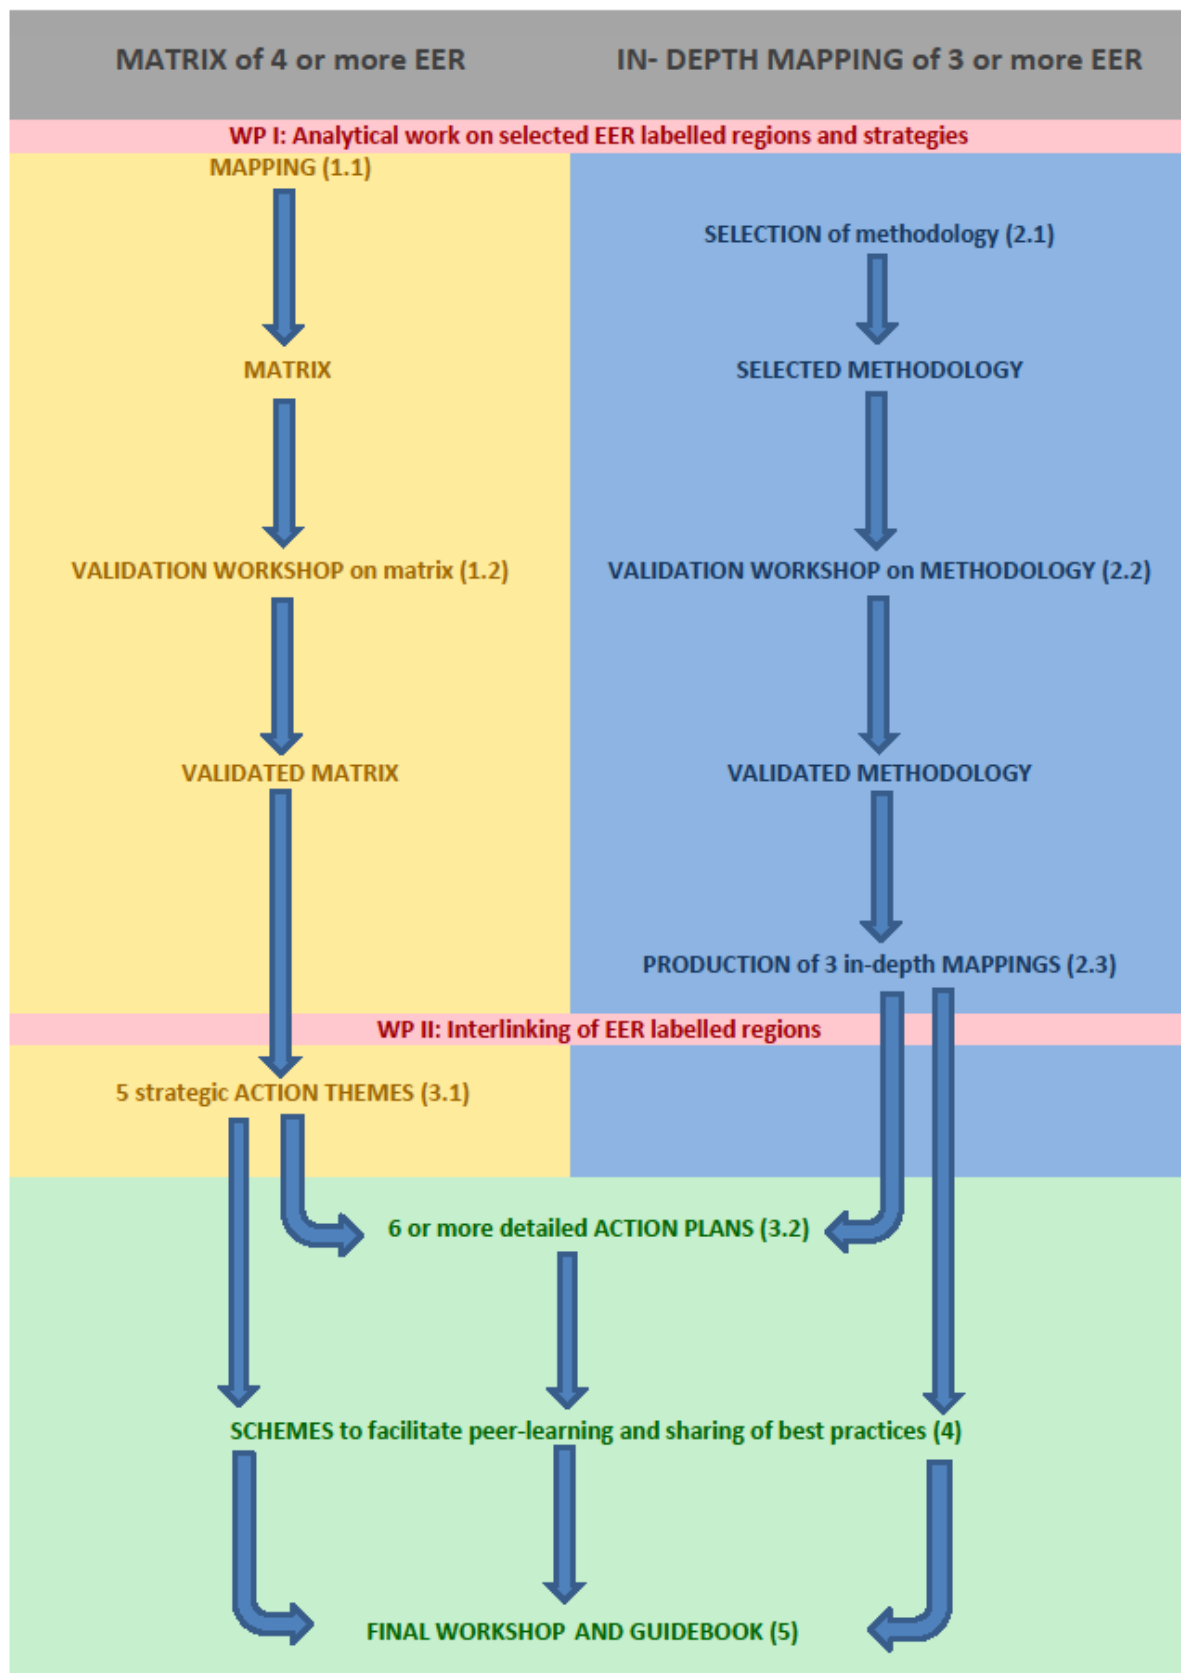 MATRIX of 4 or more EER
IN- DEPTH MAPPING of 3 or more EER
WP I: Analytical work on selected EER labelled regions and strategies
MAPPING (1.1)
SELECTION of methodology (2.1)
MATRIX
SELECTED METHODOLOGY
VALIDATION WORKSHOP on matrix (1.2)
VALIDATION WORKSHOP on METHODOLOGY (2.2)
VALIDATED MATRIX
VALIDATED METHODOLOGY
PRODUCTION of 3 in-depth MAPPINGS (2.3)
WP II: Interlinking of EER labelled regions
5 strategic ACTION THEMES (3.1)
6 or more detailed ACTION PLANS (3.2)
SCHEMES to facilitate peer-learning and sharing of best practices (4)
FINAL WORKSHOP AND GUIDEBOOK (5)